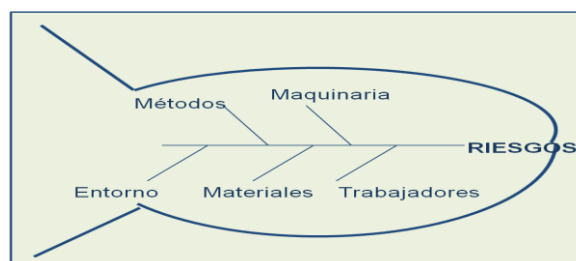 Métodos
Maquinaria
RIESGOS
Entorno
Materiales
Trabajadores